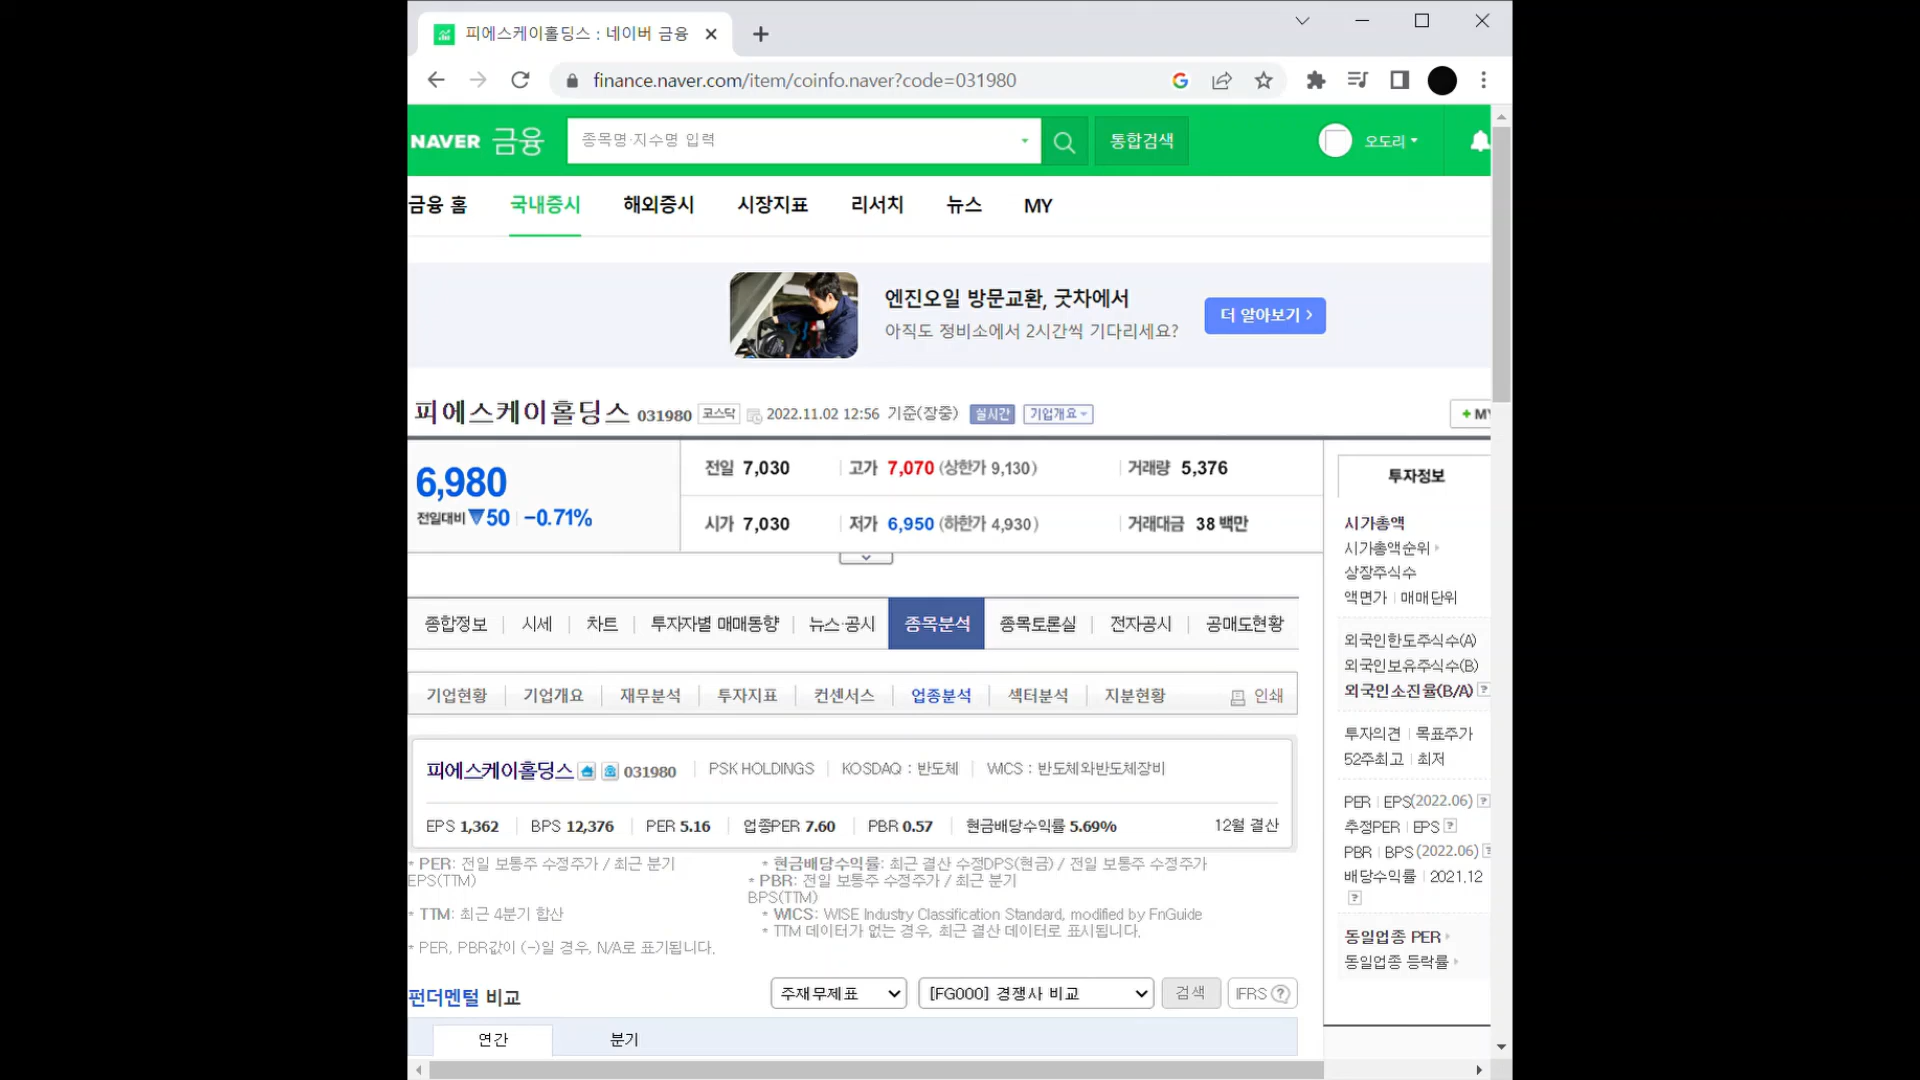 피에스케이홀딩스 : 네이버 금융
finance.naver.com/item/coinfo.naver?code=031980
NAVER 금융 종목명·지수명 입력 통합검색 오도리
금융 홈 국내증시 해외증시 시장지표 리서치 뉴스 MY
엔진오일 방문교환, 굿차에서
아직도 정비소에서 2시간씩 기다리세요?
더 알아보기
피에스케이홀딩스 031980 코스닥 2022.11.02 12:56 기준(장중) 실시간 기업개요
+ MY
6,980
전일대비 ▼50 -0.71%
전일 7,030 고가 7,070 (상한가 9,130) 거래량 5,376
시가 7,030 저가 6,950 (하한가 4,930) 거래대금 38 백만
종합정보 시세 차트 투자자별 매매동향 뉴스·공시 종목분석 종목토론실 전자공시 공매도현황
기업현황 기업개요 재무분석 투자지표 컨센서스 업종분석 섹터분석 지분현황 인쇄
피에스케이홀딩스 031980 PSK HOLDINGS KOSDAQ : 반도체 WICS : 반도체와반도체장비
EPS 1,362 BPS 12,376 PER 5.16 업종PER 7.60 PBR 0.57 현금배당수익률 5.69% 12월 결산
* PER: 전일 보통주 수정주가 / 최근 분기
EPS(TTM)
* TTM: 최근 4분기 합산
* PER, PBR값이 (-)일 경우, N/A로 표기됩니다.
* 현금배당수익률: 최근 결산 수정DPS(현금) / 전일 보통주 수정주가
* PBR: 전일 보통주 수정주가 / 최근 분기
BPS(TTM)
* WICS: WISE Industry Classification Standard, modified by FnGuide
* TTM 데이터가 없는 경우, 최근 결산 데이터로 표시됩니다.
펀더멘털 비교 주재무제표 [FG000] 경쟁사 비교 검색 IFRS ?
연간 분기
투자정보
시가총액
시가총액순위
상장주식수
액면가 | 매매단위
외국인한도주식수(A)
외국인보유주식수(B)
외국인소진율(B/A) ?
투자의견 | 목표주가
52주최고 | 최저
PER | EPS(2022.06) ?
추정PER | EPS ?
PBR | BPS (2022.06) ?
배당수익률 | 2021.12
?
동일업종 PER
동일업종 등락률